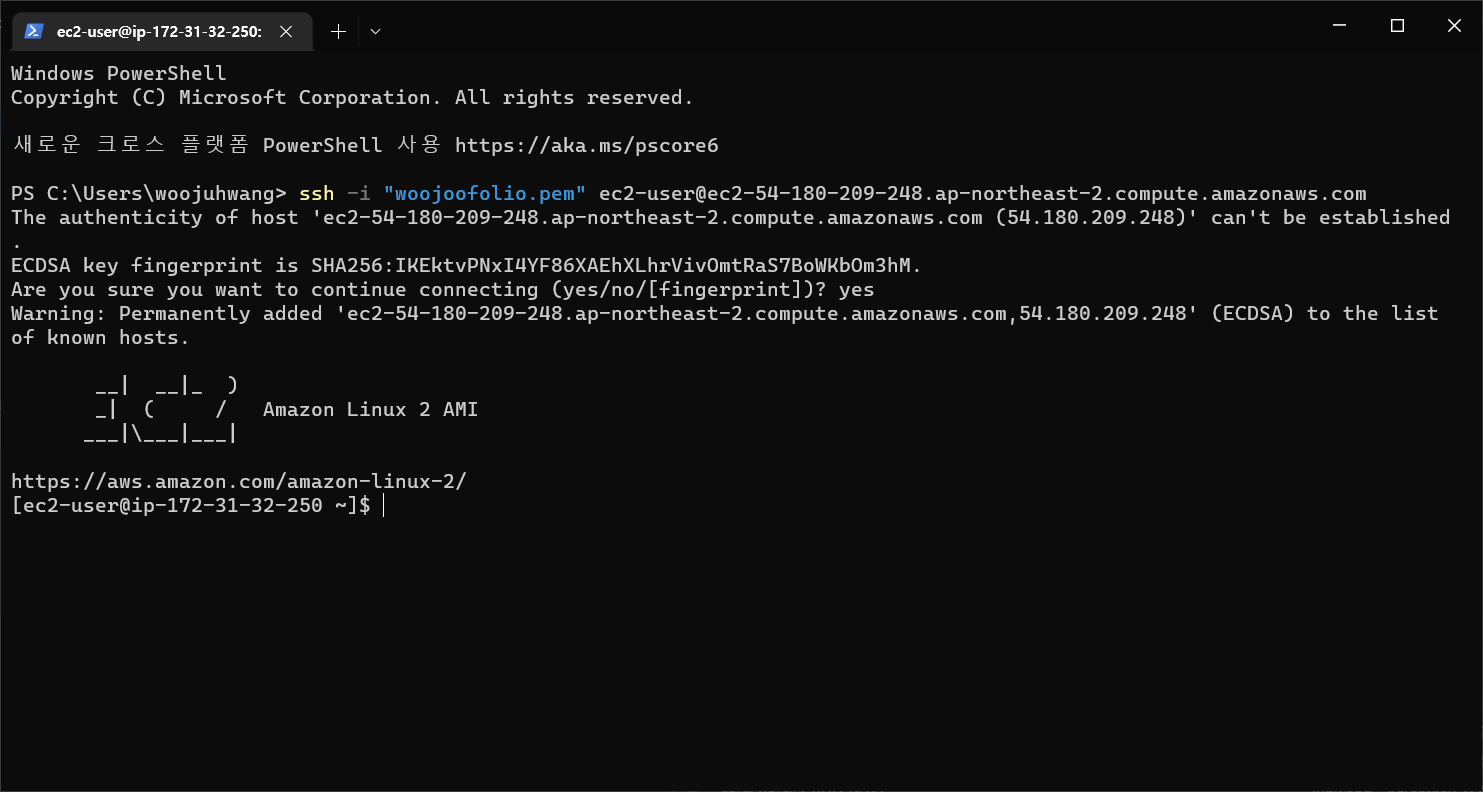 ec2-user@ip-172-31-32-250:
Windows PowerShell
Copyright (C) Microsoft Corporation. All rights reserved.
새로운 크로스 플랫폼 PowerShell 사용 https://aka.ms/pscore6
PS C:\Users\woojuhwang> ssh -i "woojoofolio.pem" ec2-user@ec2-54-180-209-248.ap-northeast-2.compute.amazonaws.com
The authenticity of host 'ec2-54-180-209-248.ap-northeast-2.compute.amazonaws.com (54.180.209.248)' can't be established
.
ECDSA key fingerprint is SHA256:IKEktvPNxI4YF86XAEhXLhrVivOmtRaS7BoWKbOm3hM.
Are you sure you want to continue connecting (yes/no/[fingerprint])? yes
Warning: Permanently added 'ec2-54-180-209-248.ap-northeast-2.compute.amazonaws.com,54.180.209.248' (ECDSA) to the list
of known hosts.
       __|  __|_  )
       _|  (     /   Amazon Linux 2 AMI
      ___|\___|___|
https://aws.amazon.com/amazon-linux-2/
[ec2-user@ip-172-31-32-250 ~]$